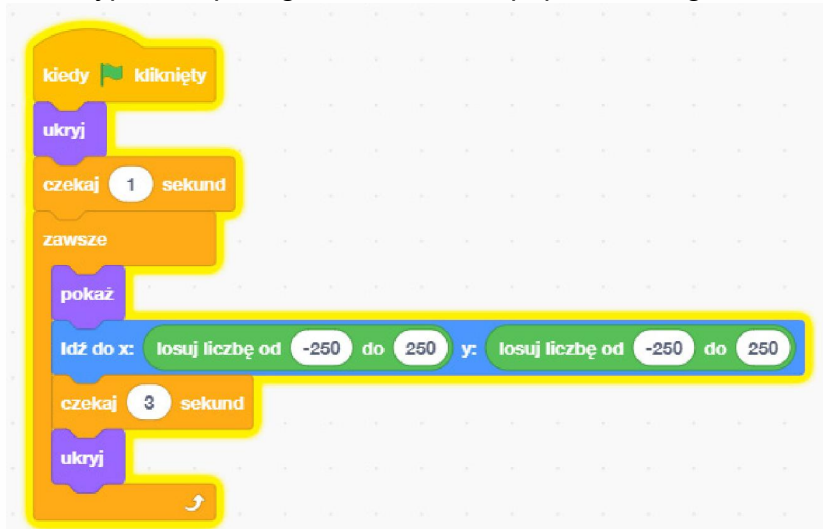 kiedy kliknięty
ukryj
czekaj 1 sekund
zawsze
pokaż
Idź do x: losuj liczbę od -250 do 250 y: losuj liczbę od -250 do 250
czekaj 3 sekund
ukryj